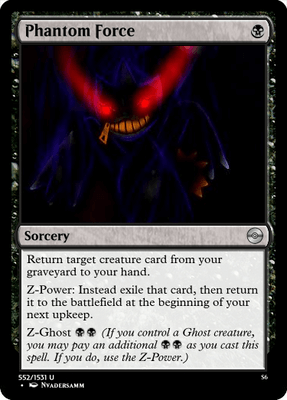 Phantom Force
Sorcery
Return target creature card from your
graveyard to your hand.
Z-Power: Instead exile that card, then return
it to the battlefield at the beginning of your
next upkeep.
Z-Ghost (If you control a Ghost creature,
you may pay an additional as you cast this
spell. If you do, use the Z-Power.)
552/1531 U
S6
NVADERSAMM